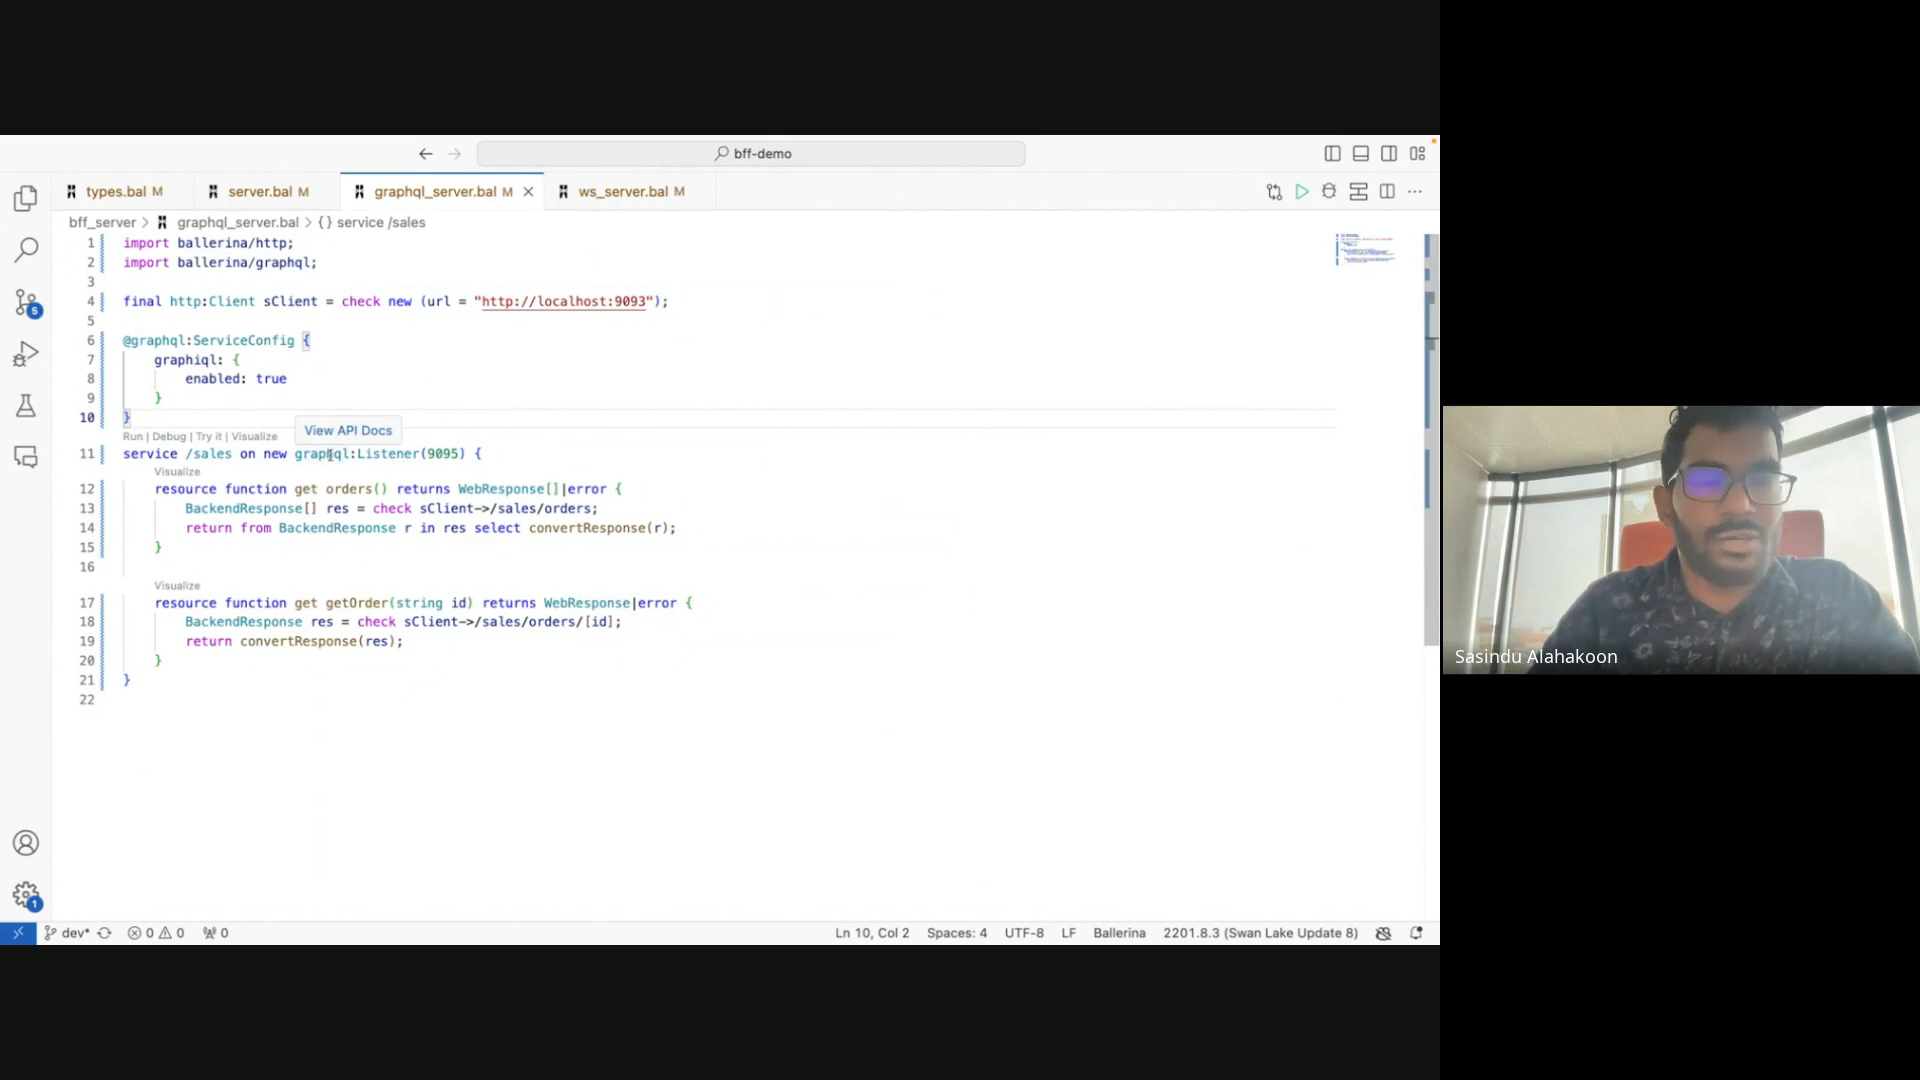 bff-demo
types.bal M
server.bal M
graphql_server.bal M
ws_server.bal M
bff_server > graphql_server.bal > {} service /sales
1 import ballerina/http;
2 import ballerina/graphql;
3
4 final http:Client sClient = check new (url = "http://localhost:9093");
5
6 @graphql:ServiceConfig {
7 graphiql: {
8 enabled: true
9 }
10 }
View API Docs
Run | Debug | Try it | Visualize
11 service /sales on new graphql:Listener(9095) {
Visualize
12 resource function get orders() returns WebResponse[]|error {
13 BackendResponse[] res = check sClient->/sales/orders;
14 return from BackendResponse r in res select convertResponse(r);
15 }
16
Visualize
17 resource function get getOrder(string id) returns WebResponse|error {
18 BackendResponse res = check sClient->/sales/orders/[id];
19 return convertResponse(res);
20 }
21 }
22
5
1
dev* 0 0 0
Ln 10, Col 2 Spaces: 4 UTF-8 LF Ballerina 2201.8.3 (Swan Lake Update 8)
Sasindu Alahakoon